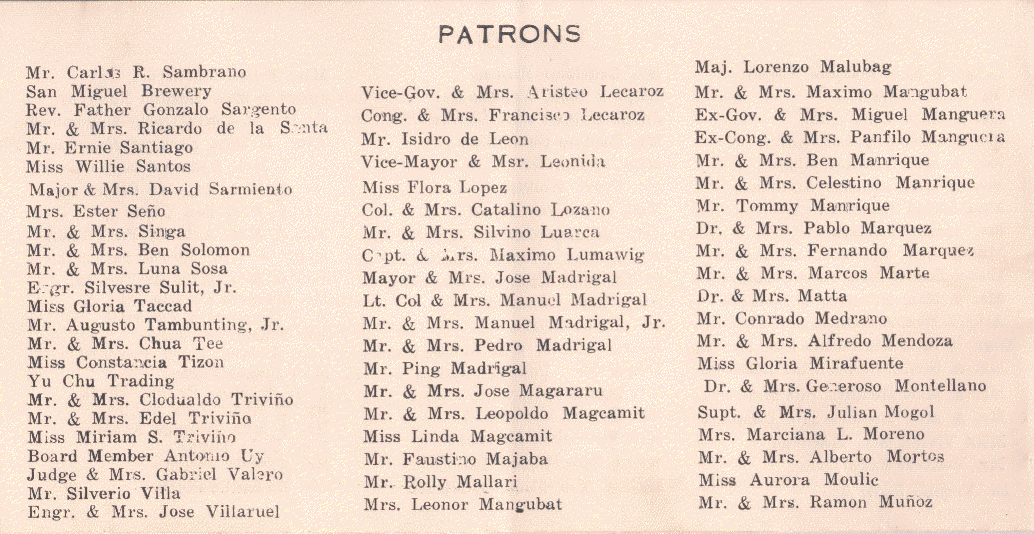 PATRONS
Mr. Carlos R. Sambrano
San Miguel Brewery
Rev. Father Gonzalo Sargento
Mr. & Mrs. Ricardo de la Santa
Mr. Ernie Santiago
Miss Willie Santos
Major & Mrs. David Sarmiento
Mrs. Ester Seño
Mr. & Mrs. Singa
Mr. & Mrs. Ben Solomon
Mr. & Mrs. Luna Sosa
Engr. Silvesre Sulit, Jr.
Miss Gloria Taccad
Mr. Augusto Tambunting, Jr.
Mr. & Mrs. Chua Tee
Miss Constancia Tizon
Yu Chu Trading
Mr. & Mrs. Clodualdo Triviño
Mr. & Mrs. Edel Triviño
Miss Miriam S. Triviño
Board Member Antonio Uy
Judge & Mrs. Gabriel Valero
Mr. Silverio Villa
Engr. & Mrs. Jose Villaruel
Vice-Gov. & Mrs. Aristeo Lecaroz
Cong. & Mrs. Francisco Lecaroz
Mr. Isidro de Leon
Vice-Mayor & Msr. Leonida
Miss Flora Lopez
Col. & Mrs. Catalino Lozano
Mr. & Mrs. Silvino Luarca
Capt. & Mrs. Maximo Lumawig
Mayor & Mrs. Jose Madrigal
Lt. Col & Mrs. Manuel Madrigal
Mr. & Mrs. Manuel Madrigal, Jr.
Mr. & Mrs. Pedro Madrigal
Mr. Ping Madrigal
Mr. & Mrs. Jose Magararu
Mr. & Mrs. Leopoldo Magcamit
Miss Linda Magcamit
Mr. Faustino Majaba
Mr. Rolly Mallari
Mrs. Leonor Mangubat
Maj. Lorenzo Malubag
Mr. & Mrs. Maximo Mangubat
Ex-Gov. & Mrs. Miguel Manguera
Ex-Cong. & Mrs. Panfilo Manguera
Mr. & Mrs. Ben Manrique
Mr. & Mrs. Celestino Manrique
Mr. Tommy Manrique
Dr. & Mrs. Pablo Marquez
Mr. & Mrs. Fernando Marquez
Mr. & Mrs. Marcos Marte
Dr. & Mrs. Matta
Mr. Conrado Medrano
Mr. & Mrs. Alfredo Mendoza
Miss Gloria Mirafuente
Dr. & Mrs. Generoso Montellano
Supt. & Mrs. Julian Mogol
Mrs. Marciana L. Moreno
Mr. & Mrs. Alberto Mortos
Miss Aurora Moulic
Mr. & Mrs. Ramon Muñoz